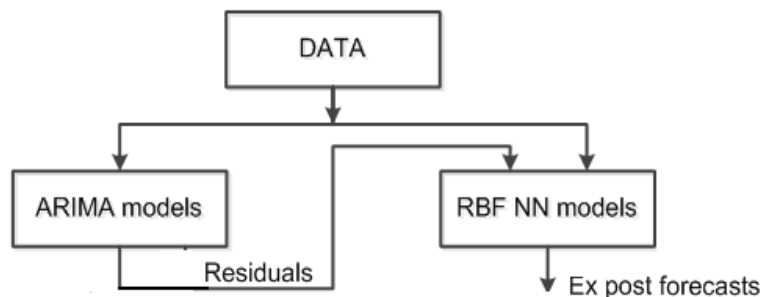 DATA
ARIMA models
RBF NN models
Residuals
Ex post forecasts